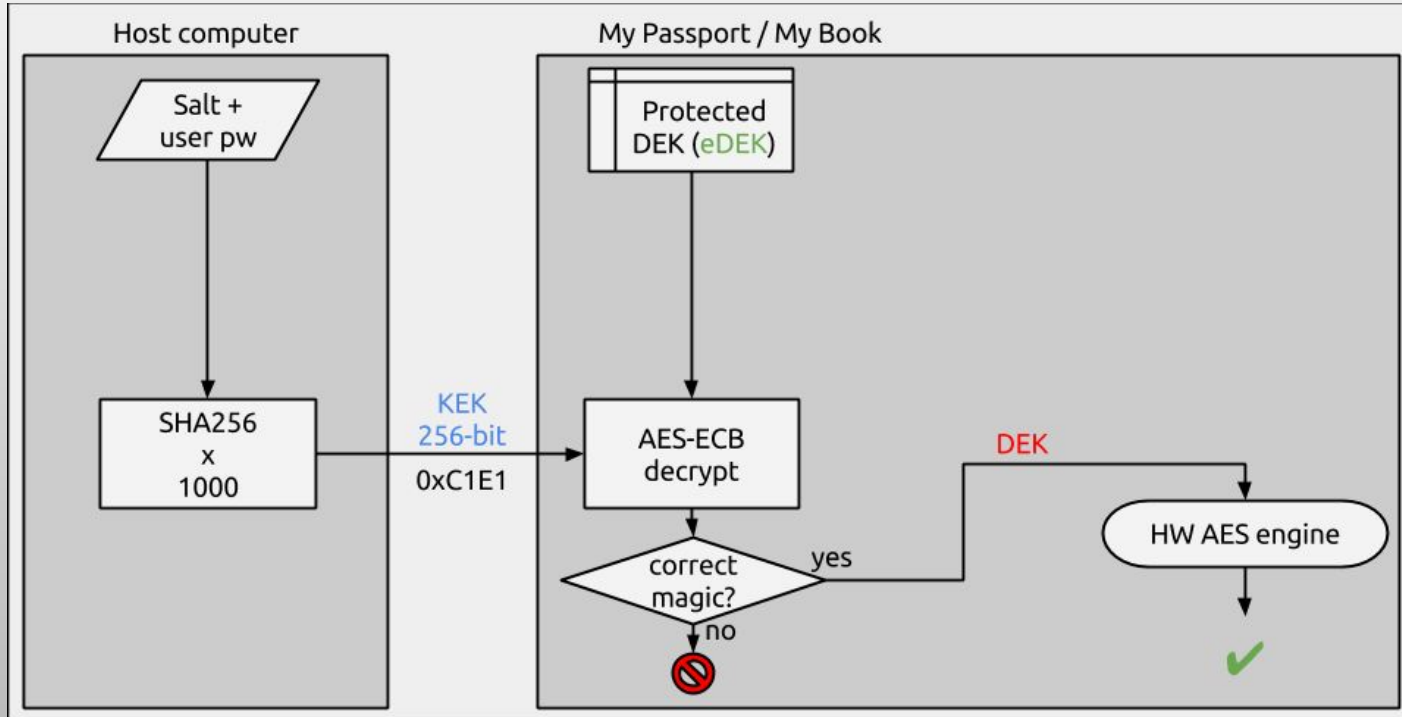 Host computer
My Passport / My Book
Salt +
user pw
Protected
DEK (eDEK)
SHA256
x
1000
KEK
256-bit
0xC1E1
AES-ECB
decrypt
DEK
HW AES engine
correct
magic?
yes
no